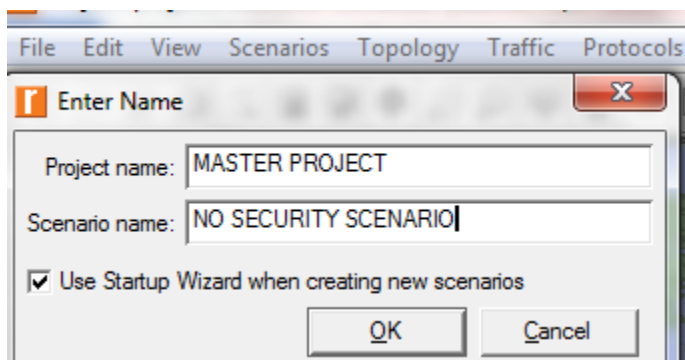 File Edit View Scenarios Topology Traffic Protocols
Enter Name
Project name: MASTER PROJECT
Scenario name: NO SECURITY SCENARIO
Use Startup Wizard when creating new scenarios
OK Cancel